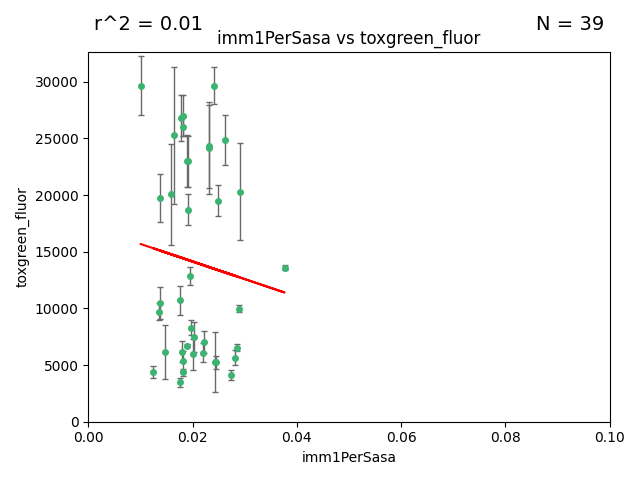 r^2 = 0.01
N = 39
imm1PerSasa vs toxgreen_fluor
30000
25000
20000
15000
10000
5000
0
toxgreen_fluor
0.00 0.02 0.04 0.06 0.08 0.10
imm1PerSasa